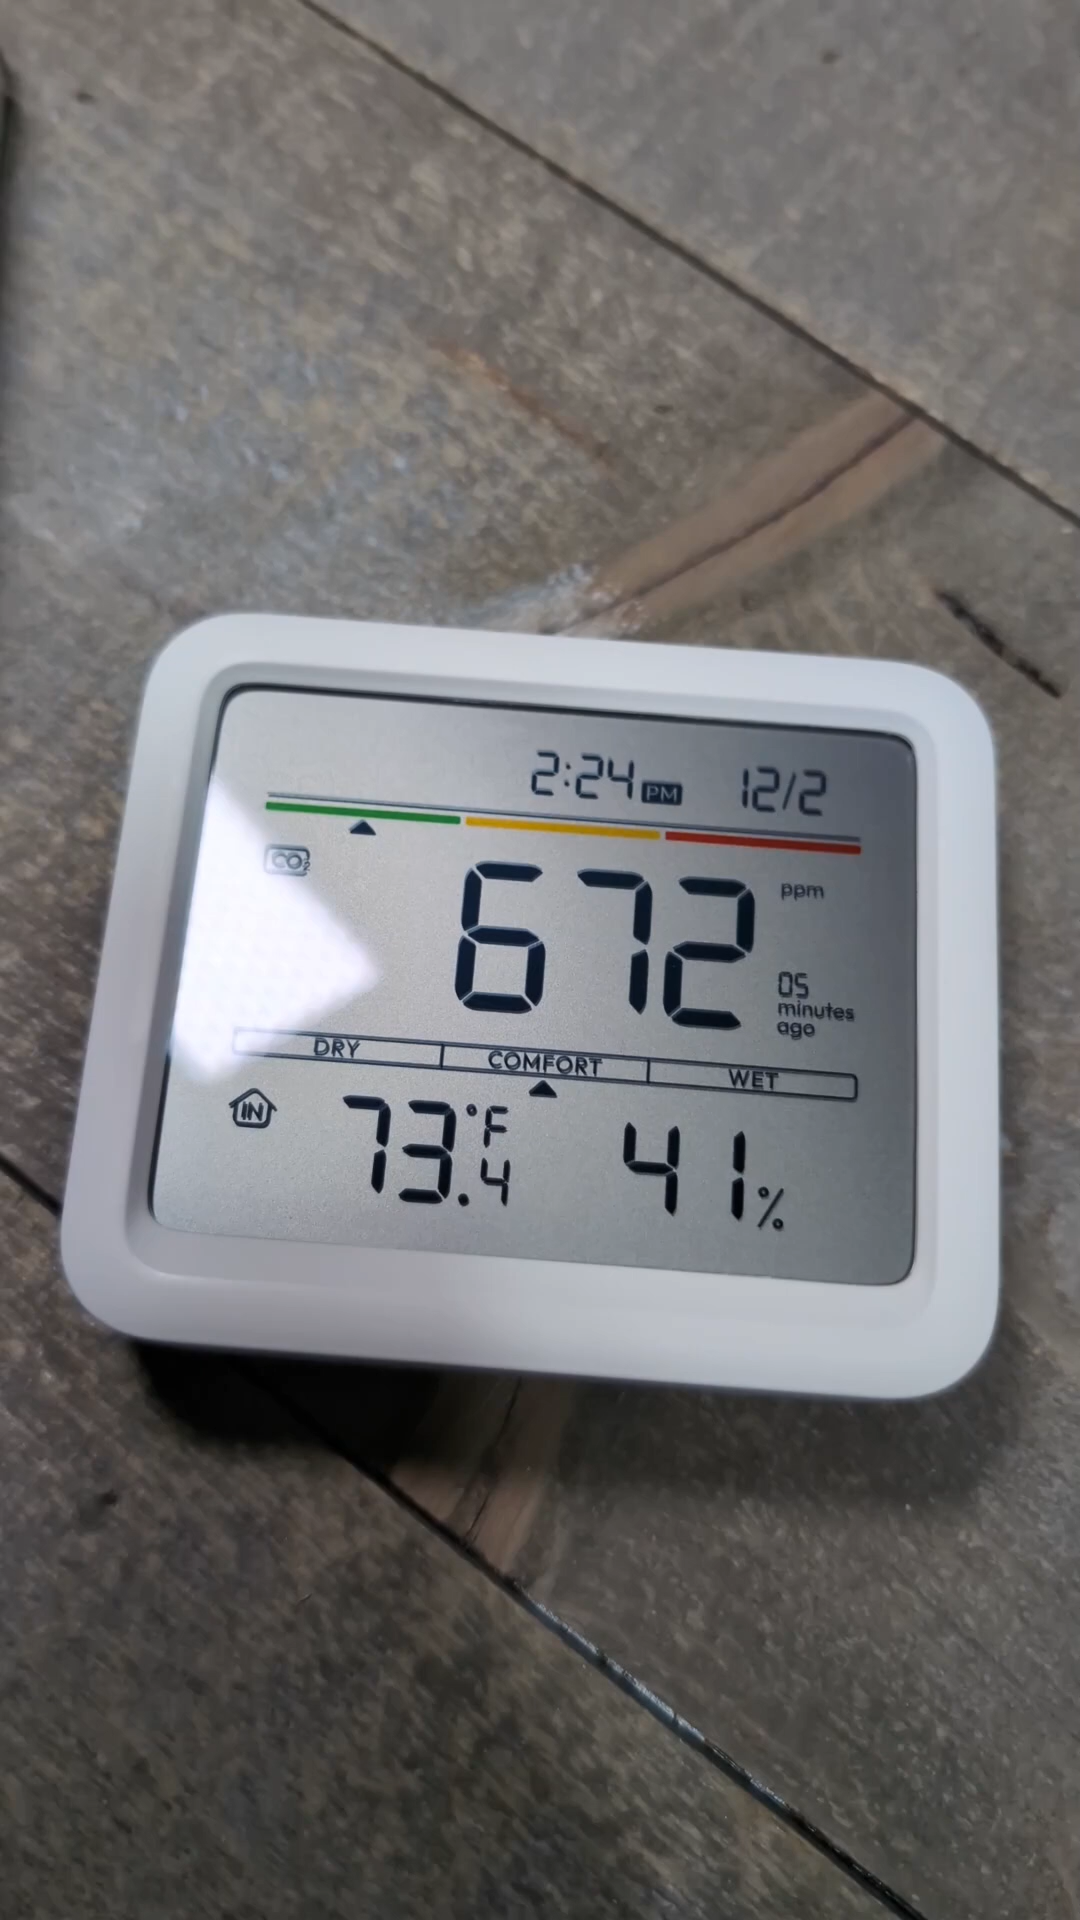 2:24 PM 12/2
CO₂
672 ppm
05
minutes
ago
DRY COMFORT WET
IN 73.4 °F 41%